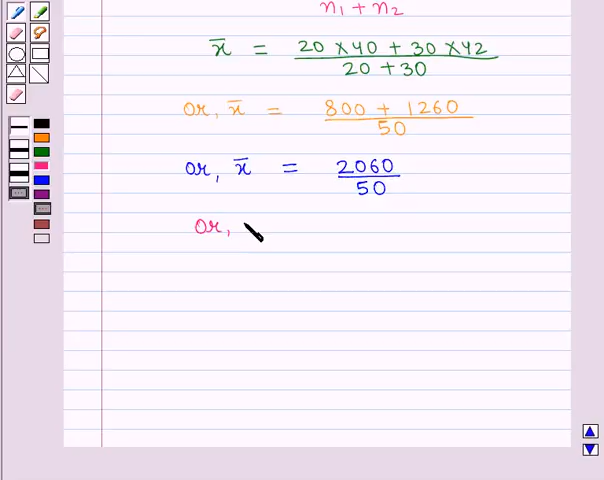 n₁ + n₂
x̄ = (20 × 40 + 30 × 42) / (20 + 30)
or, x̄ = (800 + 1260) / 50
or, x̄ = 2060 / 50
or,